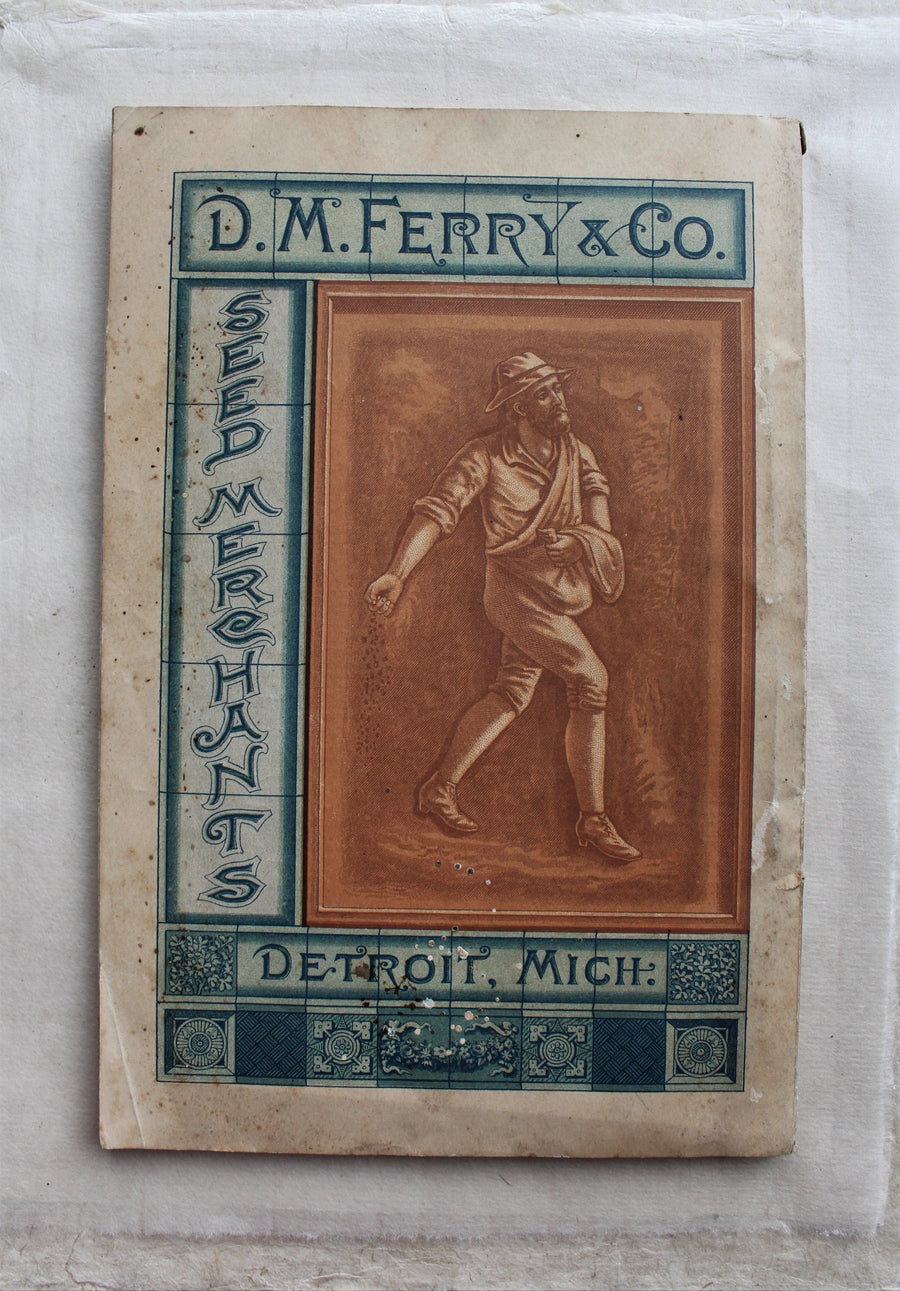 D. M. FERRY & CO.
SEED MERCHANTS
DETROIT, MICH.